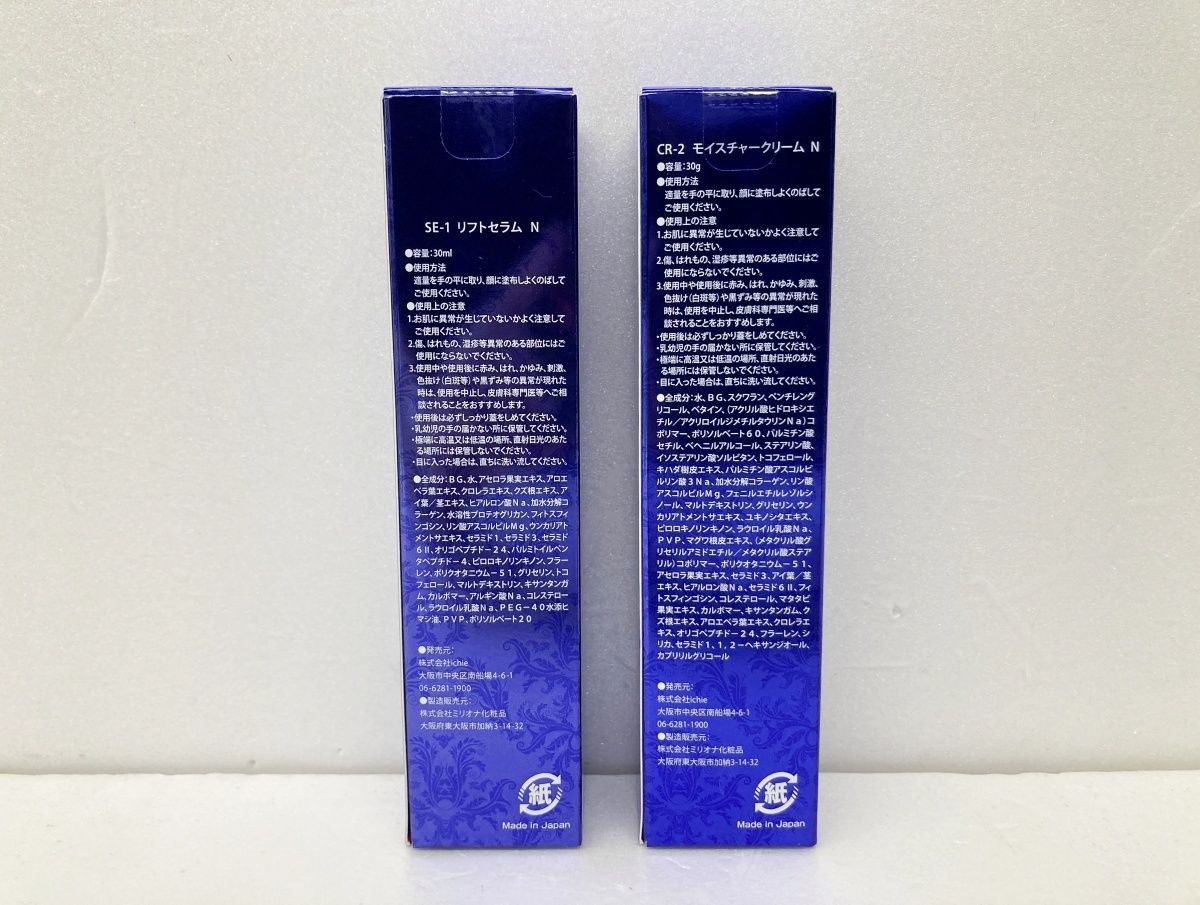 SE-1 リフトセラム N
●容量:30ml
●使用方法
適量を手の平に取り、顔に塗布しよくのばして
ご使用ください。
●使用上の注意
1.お肌に異常が生じていないかよく注意して
ご使用ください。
2.傷、はれもの、湿疹等異常のある部位にはご
使用にならないでください。
3.使用中や使用後に赤み、はれ、かゆみ、刺激、
色抜け(白斑等)や黒ずみ等の異常が現れた
時は、使用を中止し、皮膚科専門医等へご相
談されることをおすすめします。
・使用後は必ずしっかり蓋をしめてください。
・乳幼児の手の届かない所に保管してください。
・極端に高温又は低温の場所、直射日光のあた
る場所には保管しないでください。
・目に入った場合は、直ちに洗い流してください。
●全成分:BG、水、アセロラ果実エキス、アロエ
ベラ葉エキス、クロレラエキス、クズ根エキス、ア
イ葉/茎エキス、ヒアルロン酸Na、加水分解コ
ラーゲン、水溶性プロテオグリカン、フィトスフィ
ンゴシン、リン酸アスコルビルMg、ウンカリアト
メントサエキス、セラミド1、セラミド3、セラミド
6Ⅱ、オリゴペプチド-24、パルミトイルペン
タペプチド-4、ピロロキノリンキノン、フラー
レン、ポリクオタニウム-51、グリセリン、トコ
フェロール、マルトデキストリン、キサンタンガ
ム、カルボマー、アルギン酸Na、コレステロー
ル、ラウロイル乳酸Na、PEG-40水添ヒ
マシ油、PVP、ポリソルベート20
●発売元:
株式会社ichie
大阪市中央区南船場4-6-1
06-6281-1900
●製造販売元:
株式会社ミリオナ化粧品
大阪府東大阪市加納3-14-32
紙
Made in Japan
CR-2 モイスチャークリーム N
●容量:30g
●使用方法
適量を手の平に取り、顔に塗布しよくのばして
ご使用ください。
●使用上の注意
1.お肌に異常が生じていないかよく注意して
ご使用ください。
2.傷、はれもの、湿疹等異常のある部位にはご
使用にならないでください。
3.使用中や使用後に赤み、はれ、かゆみ、刺激、
色抜け(白斑等)や黒ずみ等の異常が現れた
時は、使用を中止し、皮膚科専門医等へご相
談されることをおすすめします。
・使用後は必ずしっかり蓋をしめてください。
・乳幼児の手の届かない所に保管してください。
・極端に高温又は低温の場所、直射日光のあた
る場所には保管しないでください。
・目に入った場合は、直ちに洗い流してください。
●全成分:水、BG、スクワラン、ペンチレング
リコール、ベタイン、(アクリル酸ヒドロキシエ
チル/アクリロイルジメチルタウリンNa)コ
ポリマー、ポリソルベート60、パルミチン酸
セチル、ベヘニルアルコール、ステアリン酸、
イソステアリン酸ソルビタン、トコフェロール、
キハダ樹皮エキス、パルミチン酸アスコルビ
ルリン酸3Na、加水分解コラーゲン、リン酸
アスコルビルMg、フェニルエチルレゾルシ
ノール、マルトデキストリン、グリセリン、ウン
カリアトメントサエキス、ユキノシタエキス、
ピロロキノリンキノン、ラウロイル乳酸Na、
PVP、マグワ根皮エキス、(メタクリル酸グ
リセリルアミドエチル/メタクリル酸ステア
リル)コポリマー、ポリクオタニウム-51、
アセロラ果実エキス、セラミド3、アイ葉/茎
エキス、ヒアルロン酸Na、セラミド6Ⅱ、フィ
トスフィンゴシン、コレステロール、マタタビ
果実エキス、カルボマー、キサンタンガム、ク
ズ根エキス、アロエベラ葉エキス、クロレラエ
キス、オリゴペプチド-24、フラーレン、シ
リカ、セラミド1、1,2-ヘキサンジオール、
カプリリルグリコール
●発売元:
株式会社ichie
大阪市中央区南船場4-6-1
06-6281-1900
●製造販売元:
株式会社ミリオナ化粧品
大阪府東大阪市加納3-14-32
紙
Made in Japan